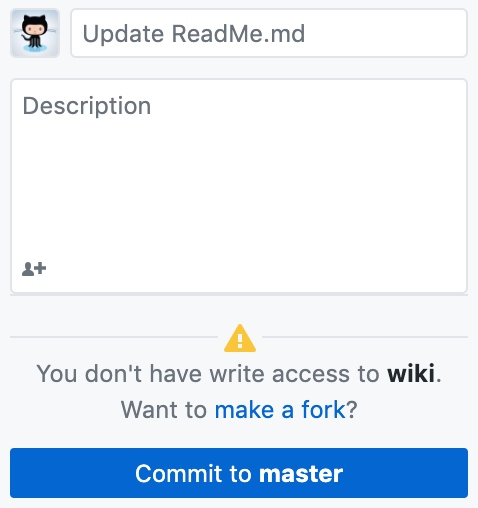 Update ReadMe.md
Description
You don't have write access to wiki.
Want to make a fork?
Commit to master